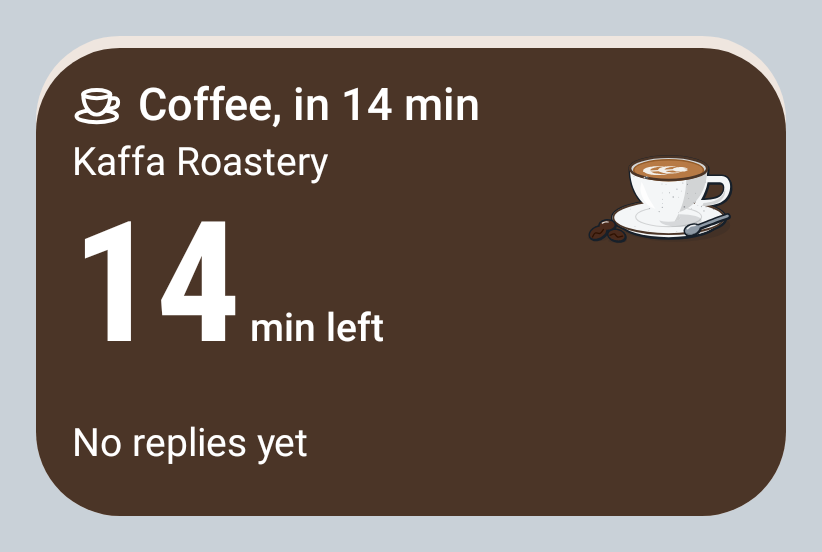 Coffee, in 14 min
Kaffa Roastery
14 min left
No replies yet